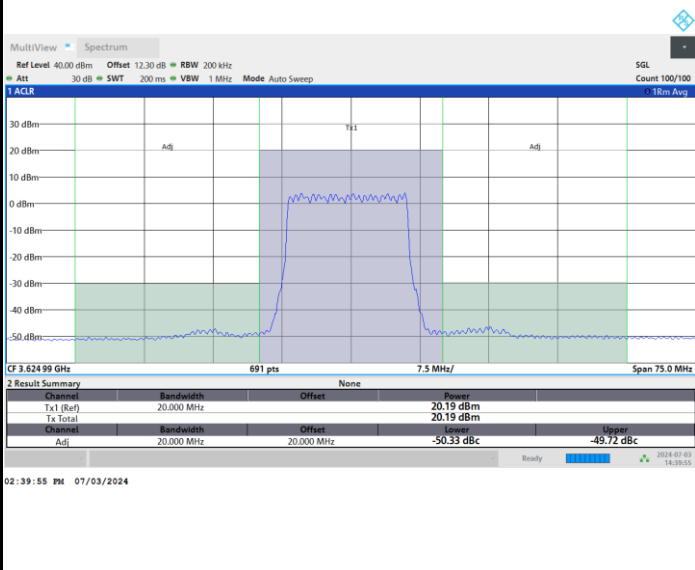 MultiView Spectrum
Ref Level 40.00 dBm Offset 12.30 dB RBW 200 kHz SGL
Att 30 dB SWT 200 ms VBW 1 MHz Mode Auto Sweep Count 100/100
1 ACLR 1Rm Avg
30 dBm
Tx1
Adj Adj
20 dBm
10 dBm
0 dBm
-10 dBm
-20 dBm
-30 dBm
-40 dBm
-50 dBm
CF 3.624 99 GHz 691 pts 7.5 MHz/ Span 75.0 MHz
2 Result Summary None
Channel Bandwidth Offset Power
Tx1 (Ref) 20.000 MHz 20.19 dBm
Tx Total 20.19 dBm
Channel Bandwidth Offset Lower Upper
Adj 20.000 MHz 20.000 MHz -50.33 dBc -49.72 dBc
Ready 2024-07-03
14:39:55
02:39:55 PM 07/03/2024